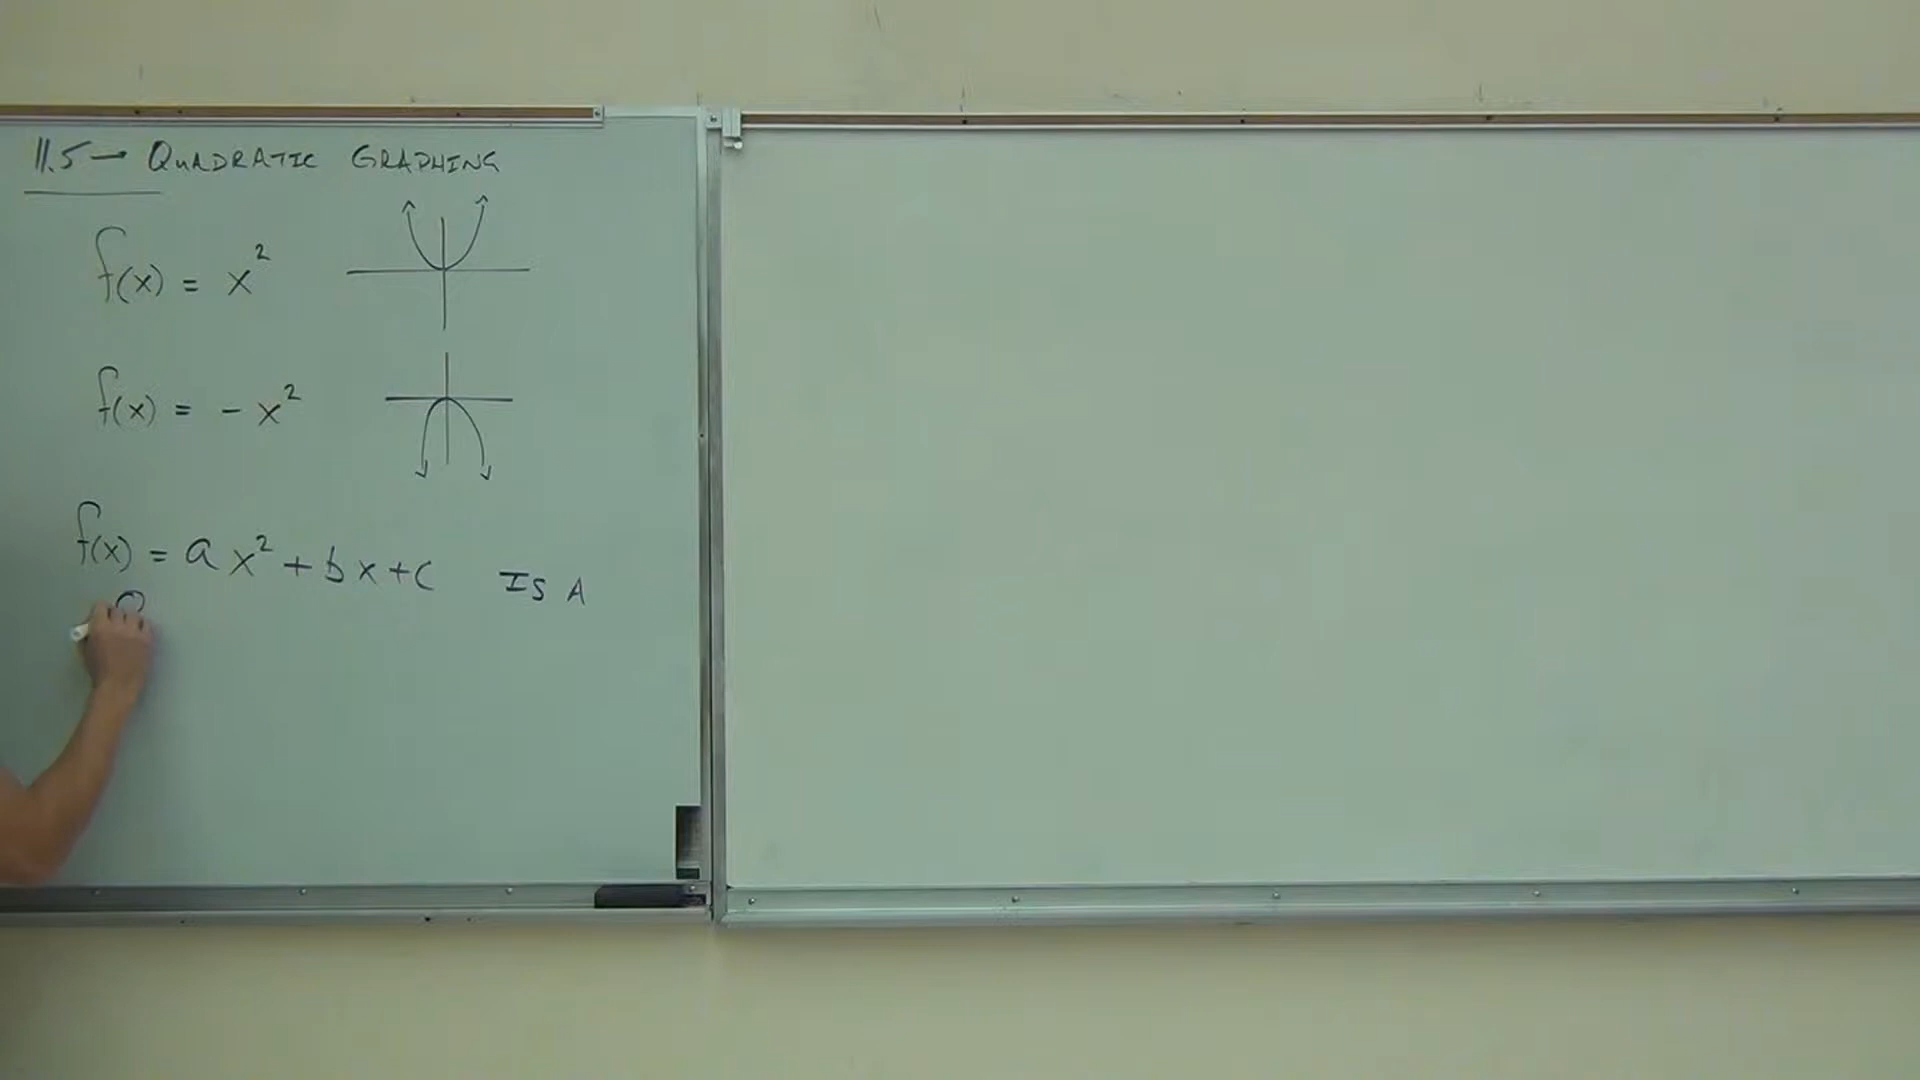 11.5 → QUADRATIC GRAPHING
f(x) = x²
f(x) = - x²
f(x) = a x² + b x + c IS A